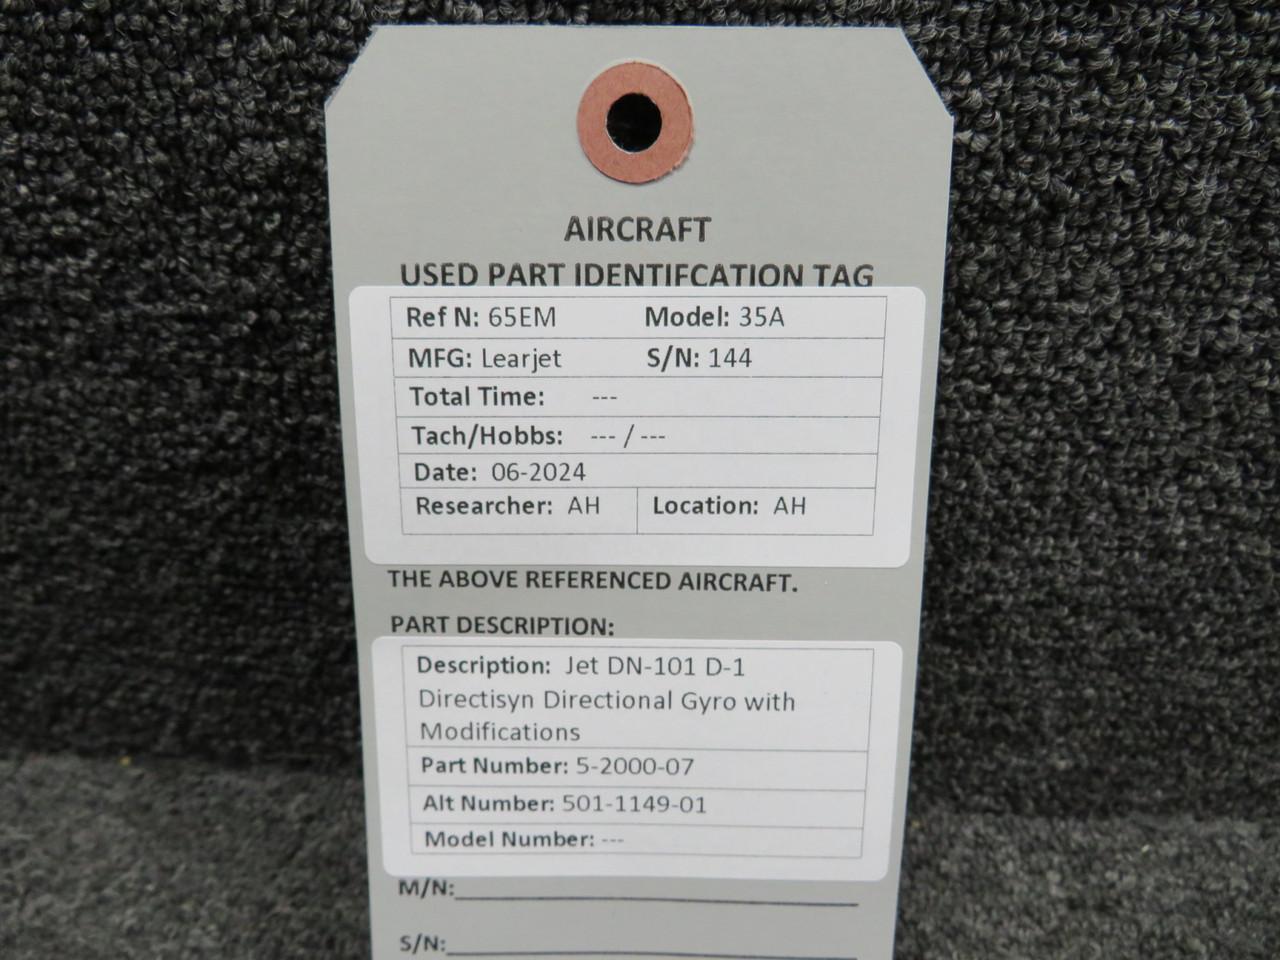 AIRCRAFT
USED PART IDENTIFCATION TAG
Ref N: 65EM Model: 35A
MFG: Learjet S/N: 144
Total Time: ---
Tach/Hobbs: --- / ---
Date: 06-2024
Researcher: AH Location: AH
THE ABOVE REFERENCED AIRCRAFT.
PART DESCRIPTION:
Description: Jet DN-101 D-1
Directisyn Directional Gyro with
Modifications
Part Number: 5-2000-07
Alt Number: 501-1149-01
Model Number: ---
M/N:
S/N: